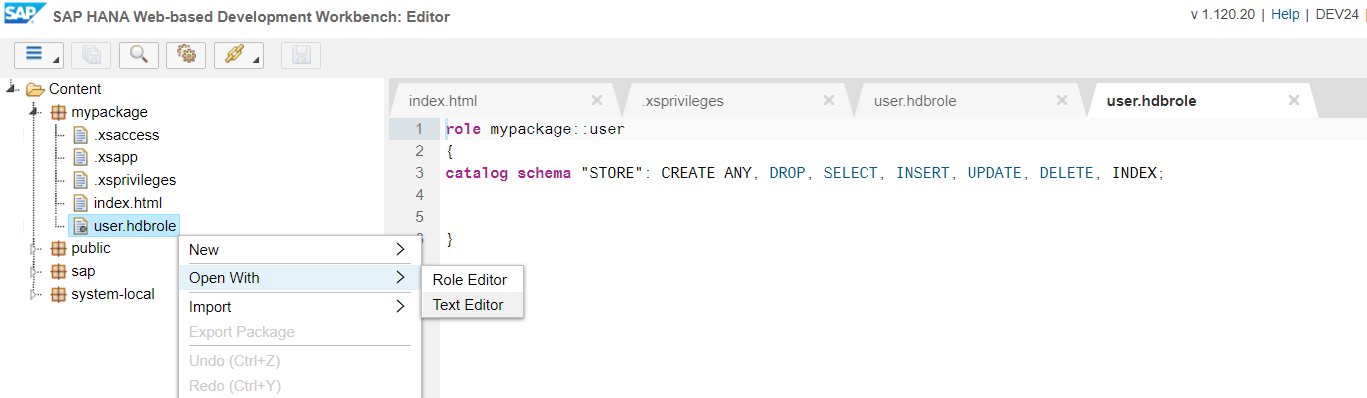 SAP SAP HANA Web-based Development Workbench: Editor
v 1.120.20 | Help | DEV24
Content
mypackage
.xsaccess
.xsapp
.xsprivileges
index.html
user.hdbrole
public
sap
system-local
New
Open With
Import
Export Package
Undo (Ctrl+Z)
Redo (Ctrl+Y)
Role Editor
Text Editor
index.html
.xsprivileges
user.hdbrole
user.hdbrole
1 role mypackage::user
2 {
3 catalog schema "STORE": CREATE ANY, DROP, SELECT, INSERT, UPDATE, DELETE, INDEX;
4
5
6 }